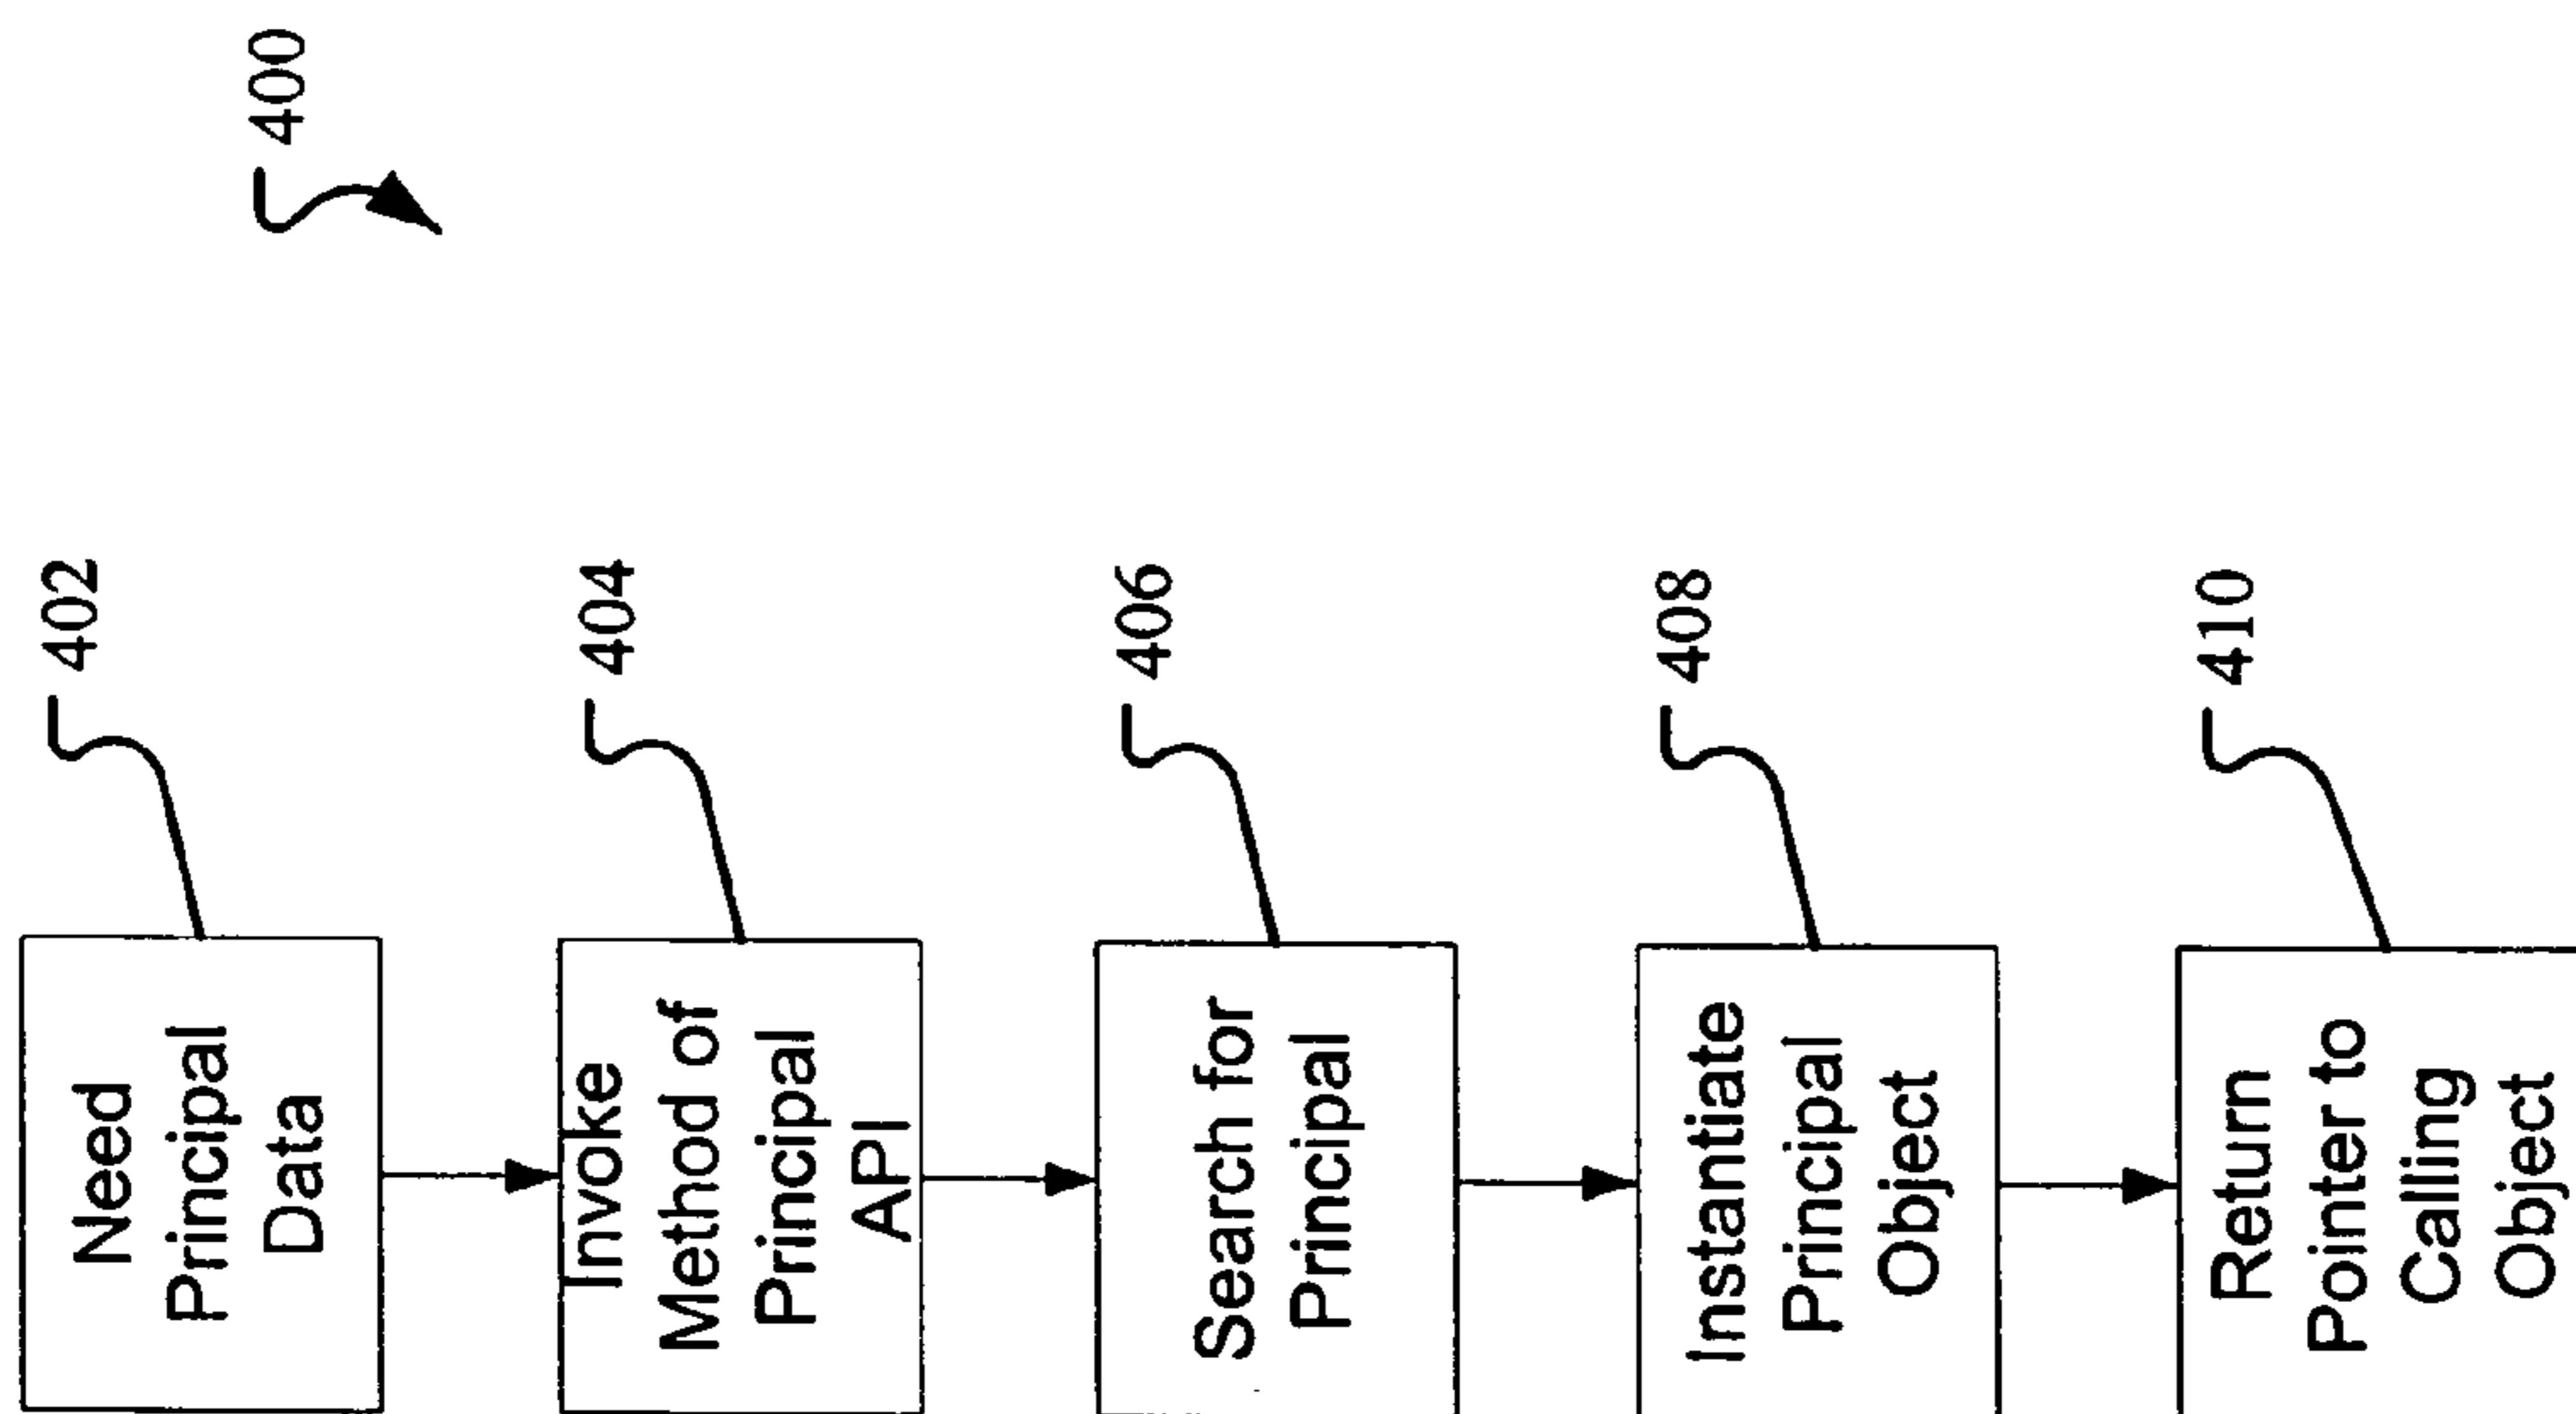 400
402
Need
Principal
Data
404
Invoke
Method of
Principal
API
406
Search for
Principal
408
Instantiate
Principal
Object
410
Return
Pointer to
Calling
Object